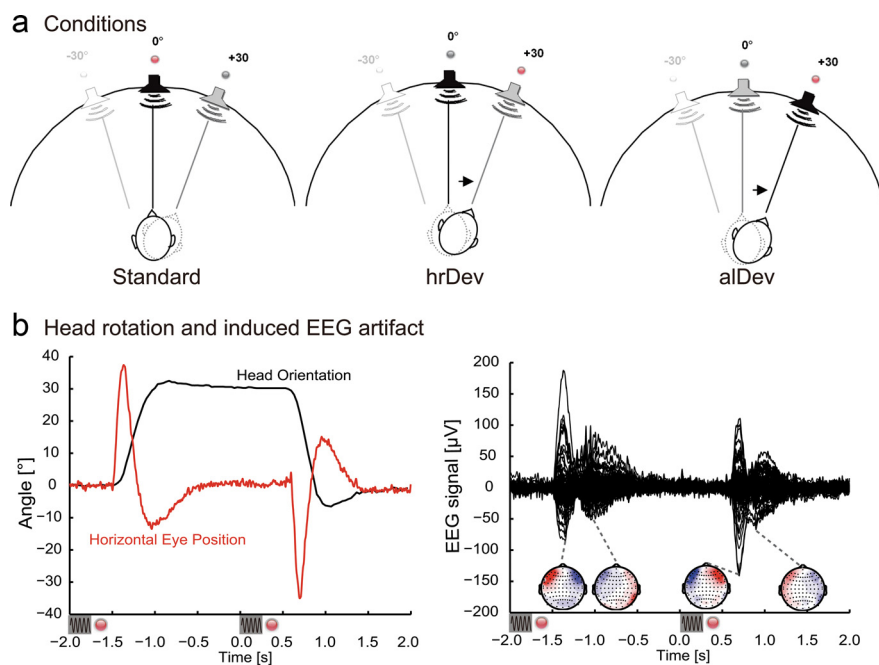 a Conditions
0° 0° 0°
-30° +30 -30° +30 -30° +30
Standard hrDev alDev
b Head rotation and induced EEG artifact
Angle [°]
40
30
20
10
0
−10
−20
−30
−40
Head Orientation
Horizontal Eye Position
-2.0 -1.5 -1.0 -0.5 0.0 0.5 1.0 1.5 2.0
Time [s]
EEG signal [µV]
200
150
100
50
0
−50
−100
−150
−200
-2.0 -1.5 -1.0 -0.5 0.0 0.5 1.0 1.5 2.0
Time [s]